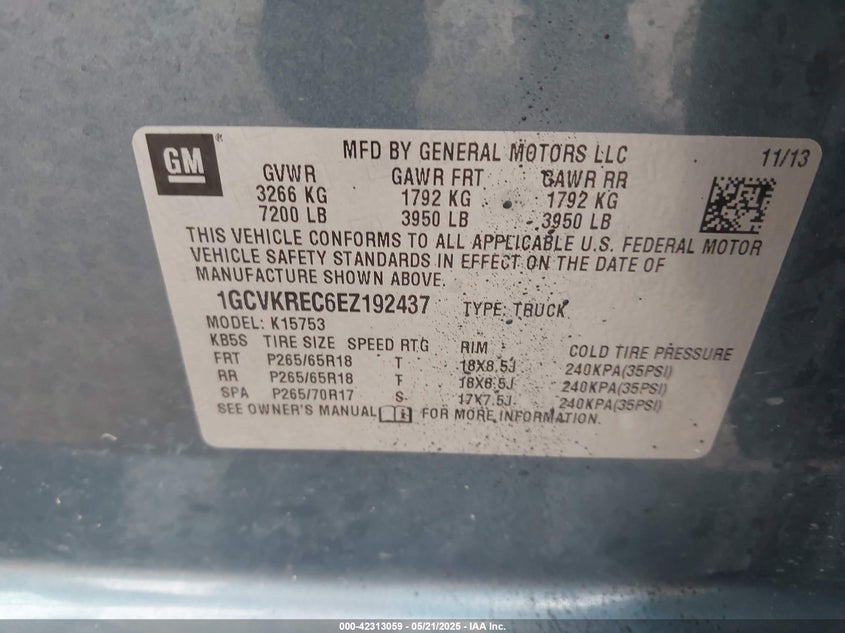 GM
MFD BY GENERAL MOTORS LLC 11/13
GVWR GAWR FRT GAWR RR
3266 KG 1792 KG 1792 KG
7200 LB 3950 LB 3950 LB
THIS VEHICLE CONFORMS TO ALL APPLICABLE U.S. FEDERAL MOTOR
VEHICLE SAFETY STANDARDS IN EFFECT ON THE DATE OF
MANUFACTURE SHOWN ABOVE.
1GCVKREC6EZ192437 TYPE: TRUCK
MODEL: K15753
KB5S TIRE SIZE SPEED RTG RIM COLD TIRE PRESSURE
FRT P265/65R18 T 18X8.5J 240KPA(35PSI)
RR P265/65R18 T 18X8.5J 240KPA(35PSI)
SPA P265/70R17 S 17X7.5J 240KPA(35PSI)
SEE OWNER'S MANUAL FOR MORE INFORMATION.
000-42313059 - 05/21/2025 - IAA Inc.